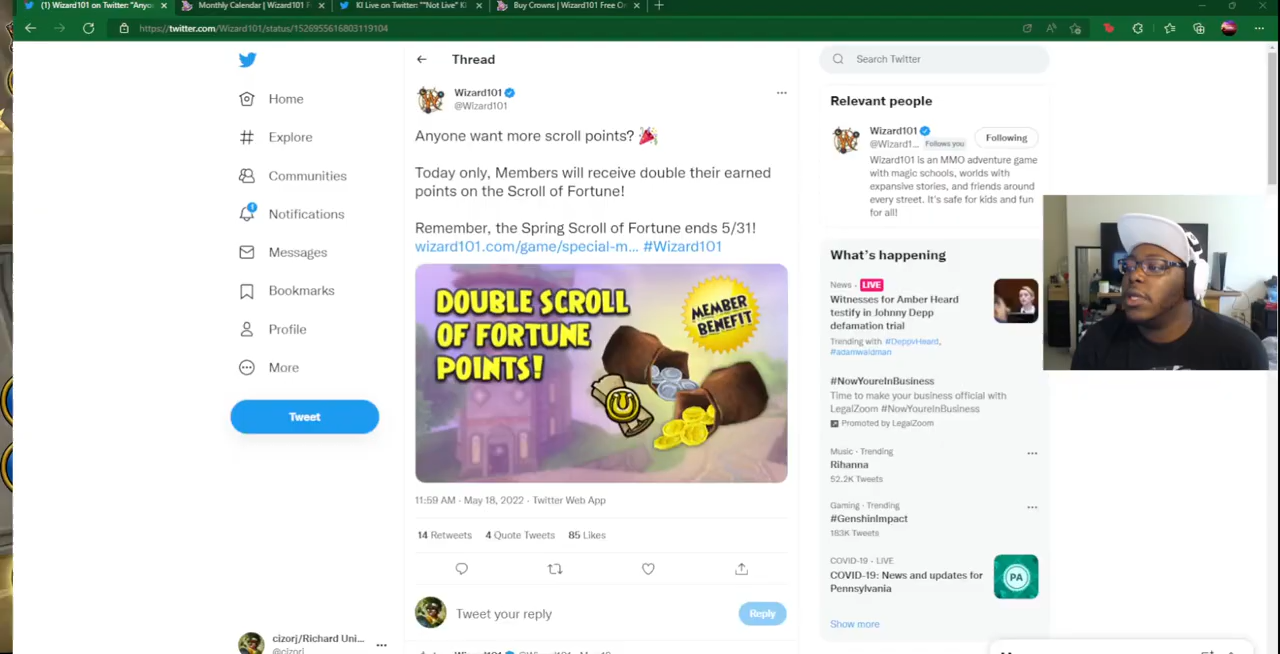 (1) Wizard101 on Twitter: "Anyo
Monthly Calendar | Wizard101 F
KI Live on Twitter: ""Not Live" KI
Buy Crowns | Wizard101 Free O
https://twitter.com/Wizard101/status/1526955616803119104
Home
Explore
Communities
1
Notifications
Messages
Bookmarks
Profile
More
Tweet
cizorj/Richard Uni...
@cizorj
Thread
Wizard101
@Wizard101
Anyone want more scroll points?
Today only, Members will receive double their earned
points on the Scroll of Fortune!
Remember, the Spring Scroll of Fortune ends 5/31!
wizard101.com/game/special-m... #Wizard101
DOUBLE SCROLL
OF FORTUNE
POINTS!
MEMBER
BENEFIT
11:59 AM · May 18, 2022 · Twitter Web App
14 Retweets 4 Quote Tweets 85 Likes
Tweet your reply
Reply
Search Twitter
Relevant people
Wizard101
@Wizard1... Follows you
Following
Wizard101 is an MMO adventure game
with magic schools, worlds with
expansive stories, and friends around
every street. It's safe for kids and fun
for all!
What's happening
News · LIVE
Witnesses for Amber Heard
testify in Johnny Depp
defamation trial
Trending with #DeppvHeard,
#adamwaldman
#NowYoureInBusiness
Time to make your business official with
LegalZoom #NowYoureInBusiness
Promoted by LegalZoom
Music · Trending
Rihanna
52.2K Tweets
Gaming · Trending
#GenshinImpact
183K Tweets
COVID-19 · LIVE
COVID-19: News and updates for
Pennsylvania
PA
Show more